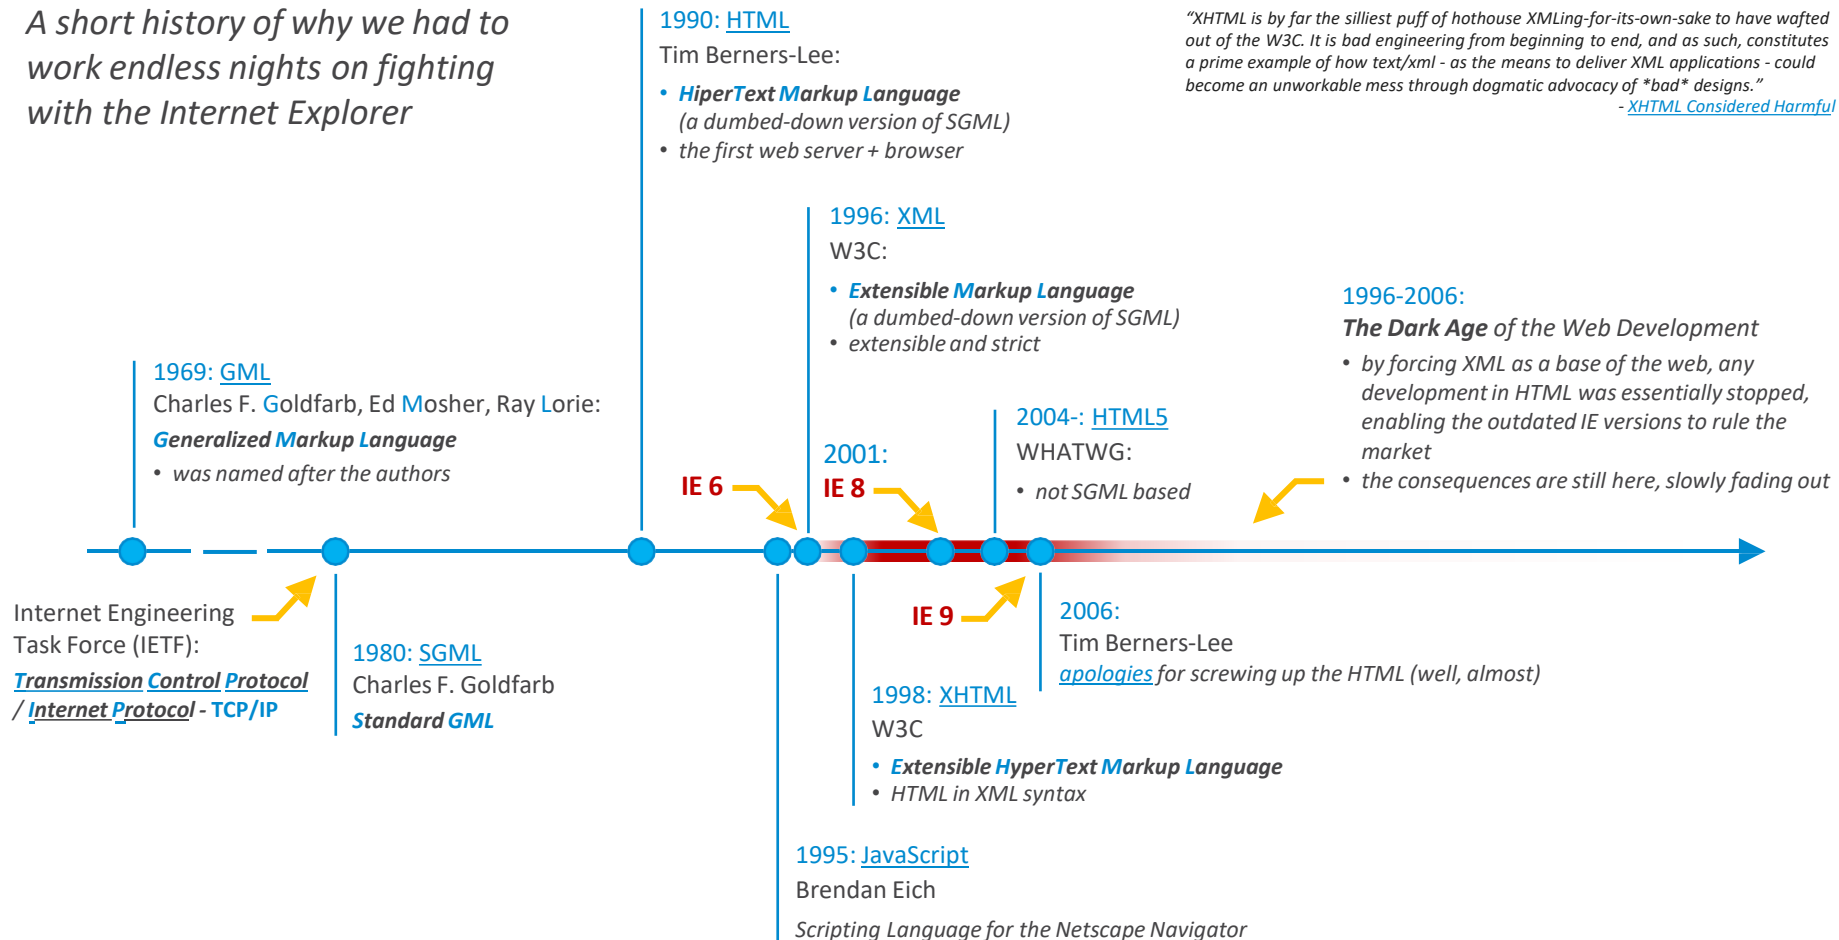 A short history of why we had to
work endless nights on fighting
with the Internet Explorer
1990: HTML
Tim Berners-Lee:
• HiperText Markup Language
(a dumbed-down version of SGML)
• the first web server + browser
“XHTML is by far the silliest puff of hothouse XMLing-for-its-own-sake to have wafted
out of the W3C. It is bad engineering from beginning to end, and as such, constitutes
a prime example of how text/xml - as the means to deliver XML applications - could
become an unworkable mess through dogmatic advocacy of *bad* designs.”
- XHTML Considered Harmful
1996: XML
W3C:
• Extensible Markup Language
(a dumbed-down version of SGML)
• extensible and strict
1996-2006:
The Dark Age of the Web Development
• by forcing XML as a base of the web, any
development in HTML was essentially stopped,
enabling the outdated IE versions to rule the
market
• the consequences are still here, slowly fading out
1969: GML
Charles F. Goldfarb, Ed Mosher, Ray Lorie:
Generalized Markup Language
• was named after the authors
2004-: HTML5
WHATWG:
• not SGML based
IE 6
2001:
IE 8
Internet Engineering
Task Force (IETF):
Transmission Control Protocol
/ Internet Protocol - TCP/IP
1980: SGML
Charles F. Goldfarb
Standard GML
IE 9
2006:
Tim Berners-Lee
apologies for screwing up the HTML (well, almost)
1998: XHTML
W3C
• Extensible HyperText Markup Language
• HTML in XML syntax
1995: JavaScript
Brendan Eich
Scripting Language for the Netscape Navigator